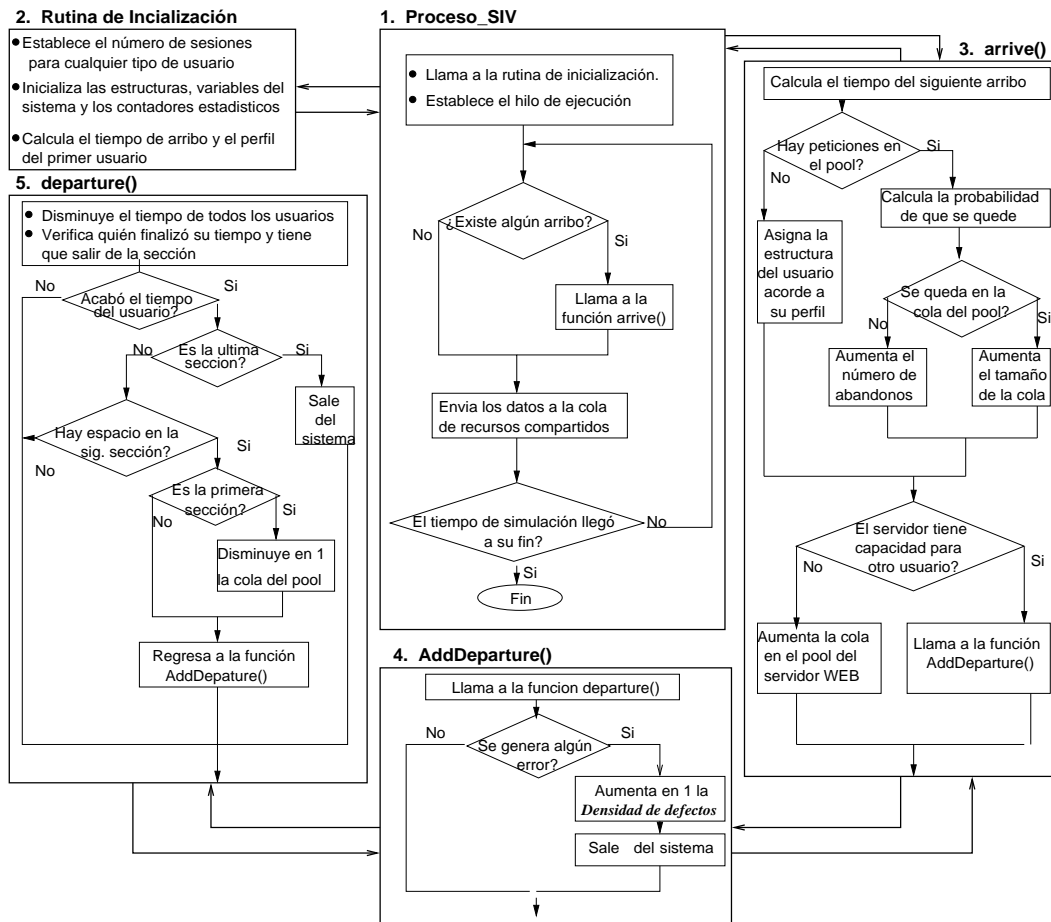 2. Rutina de Incialización
● Establece el número de sesiones
para cualquier tipo de usuario
● Inicializa las estructuras, variables del
sistema y los contadores estadisticos
● Calcula el tiempo de arribo y el perfil
del primer usuario
1. Proceso_SIV
● Llama a la rutina de inicialización.
● Establece el hilo de ejecución
¿Existe algún arribo?
No
Si
Llama a la
función arrive()
Envia los datos a la cola
de recursos compartidos
El tiempo de simulación llegó
a su fin?
No
Si
Fin
3. arrive()
Calcula el tiempo del siguiente arribo
Hay peticiones en
el pool?
No
Si
Asigna la
estructura
del usuario
acorde a
su perfil
Calcula la probabilidad
de que se quede
Se queda en la
cola del pool?
No
Si
Aumenta el
número de
abandonos
Aumenta
el tamaño
de la cola
El servidor tiene
capacidad para
otro usuario?
No
Si
Aumenta la cola
en el pool del
servidor WEB
Llama a la función
AddDeparture()
5. departure()
● Disminuye el tiempo de todos los usuarios
● Verifica quién finalizó su tiempo y tiene
que salir de la sección
Acabó el tiempo
del usuario?
No
Si
Es la ultima
seccion?
No
Si
Sale
del
sistema
Hay espacio en la
sig. sección?
No
Si
Es la primera
sección?
No
Si
Disminuye en 1
la cola del pool
Regresa a la función
AddDepature()
4. AddDeparture()
Llama a la funcion departure()
Se genera algún
error?
No
Si
Aumenta en 1 la
Densidad de defectos
Sale del sistema